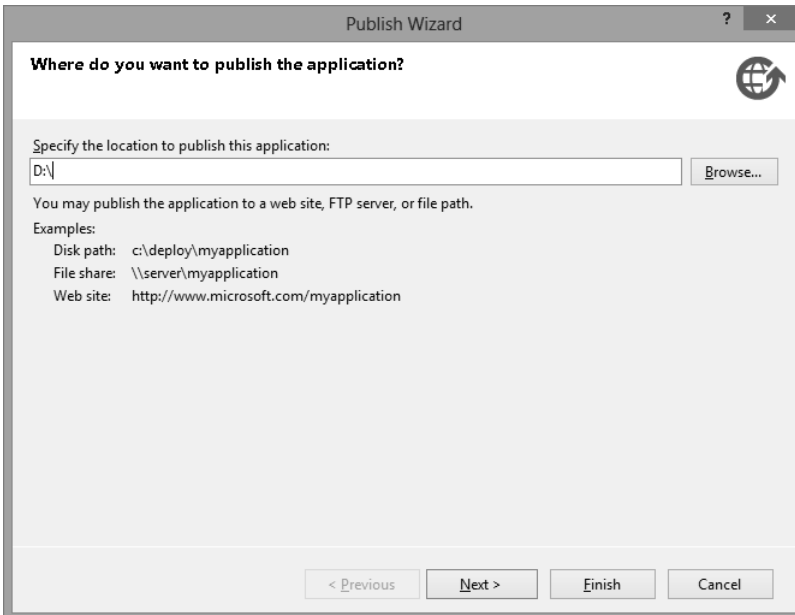 Publish Wizard
? ×
Where do you want to publish the application?
Specify the location to publish this application:
D:\
Browse...
You may publish the application to a web site, FTP server, or file path.
Examples:
Disk path: c:\deploy\myapplication
File share: \\server\myapplication
Web site: http://www.microsoft.com/myapplication
< Previous Next > Finish Cancel